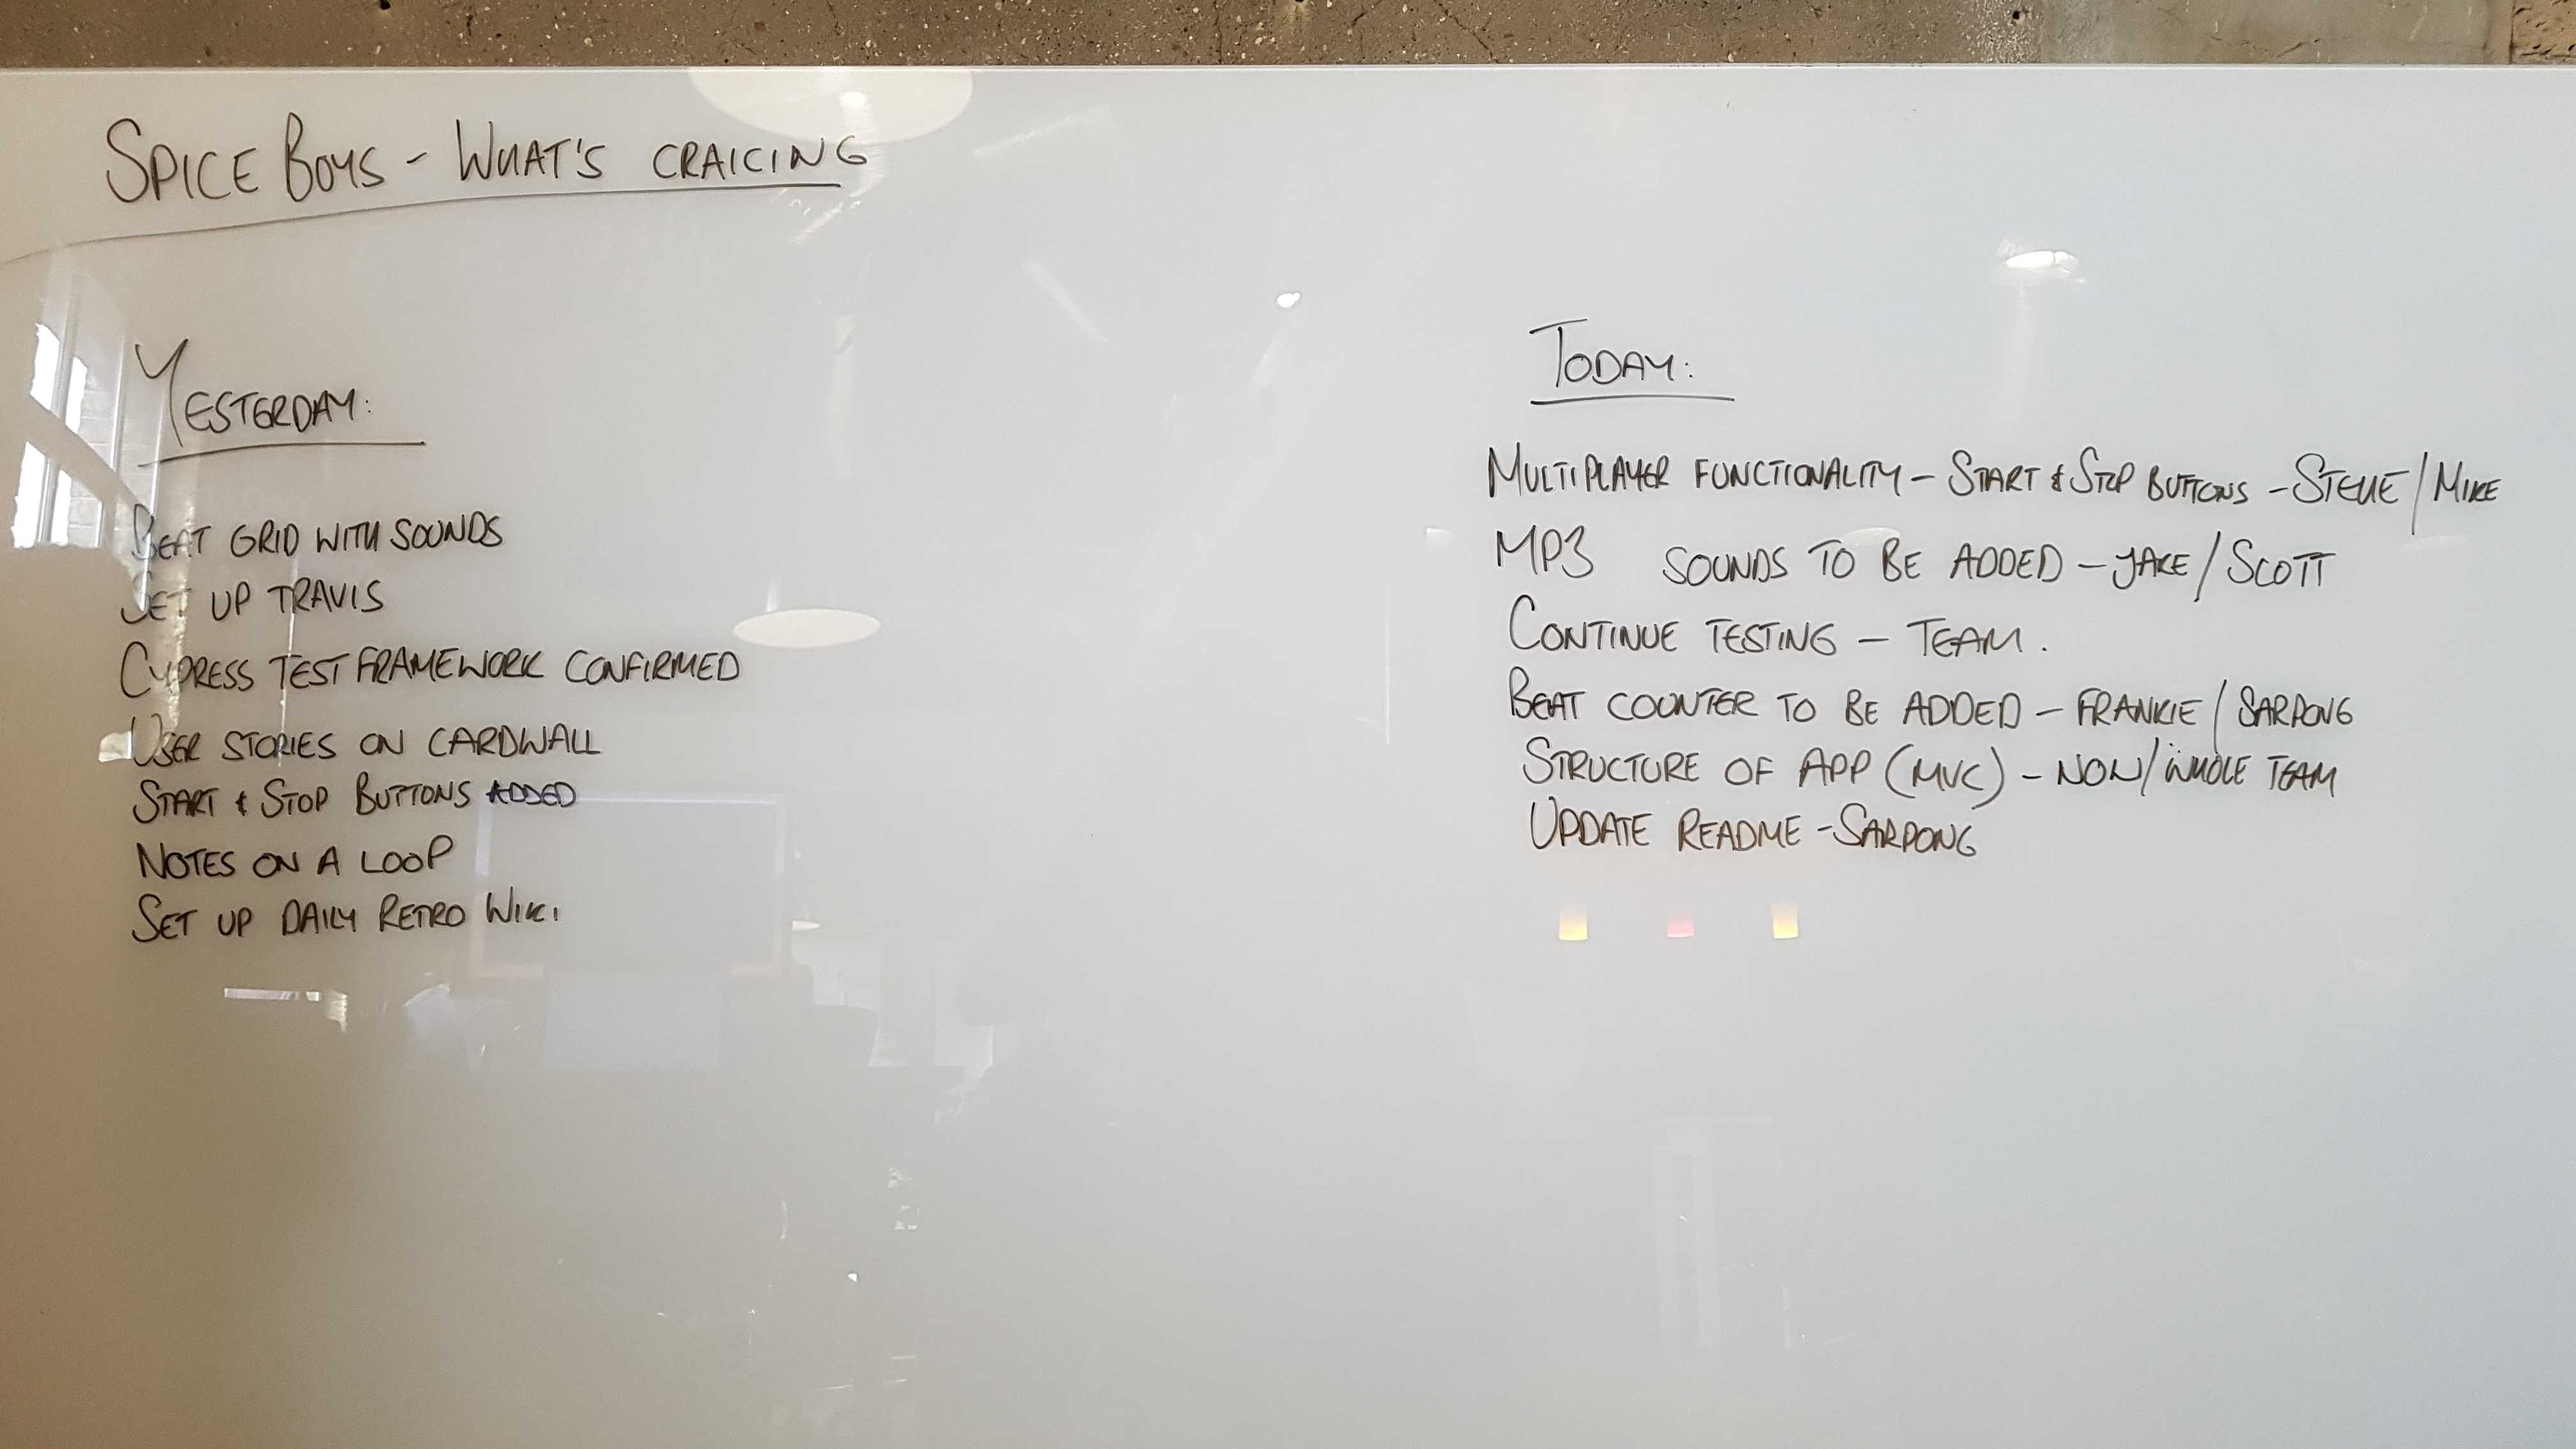 SPICE BOYS - WHAT'S CRAICING
YESTERDAY:
BEAT GRID WITH SOUNDS
SET UP TRAVIS
CYPRESS TEST FRAMEWORK CONFIRMED
USER STORIES ON CARDWALL
START & STOP BUTTONS ADDED
NOTES ON A LOOP
SET UP DAILY RETRO WIKI
TODAY:
MULTIPLAYER FUNCTIONALITY - START & STOP BUTTONS - STEVE / MIKE
MP3 SOUNDS TO BE ADDED - JAKE / SCOTT
CONTINUE TESTING - TEAM.
BEAT COUNTER TO BE ADDED - FRANKIE / SARPONG
STRUCTURE OF APP (MVC) - NOW / WHOLE TEAM
UPDATE README - SARPONG